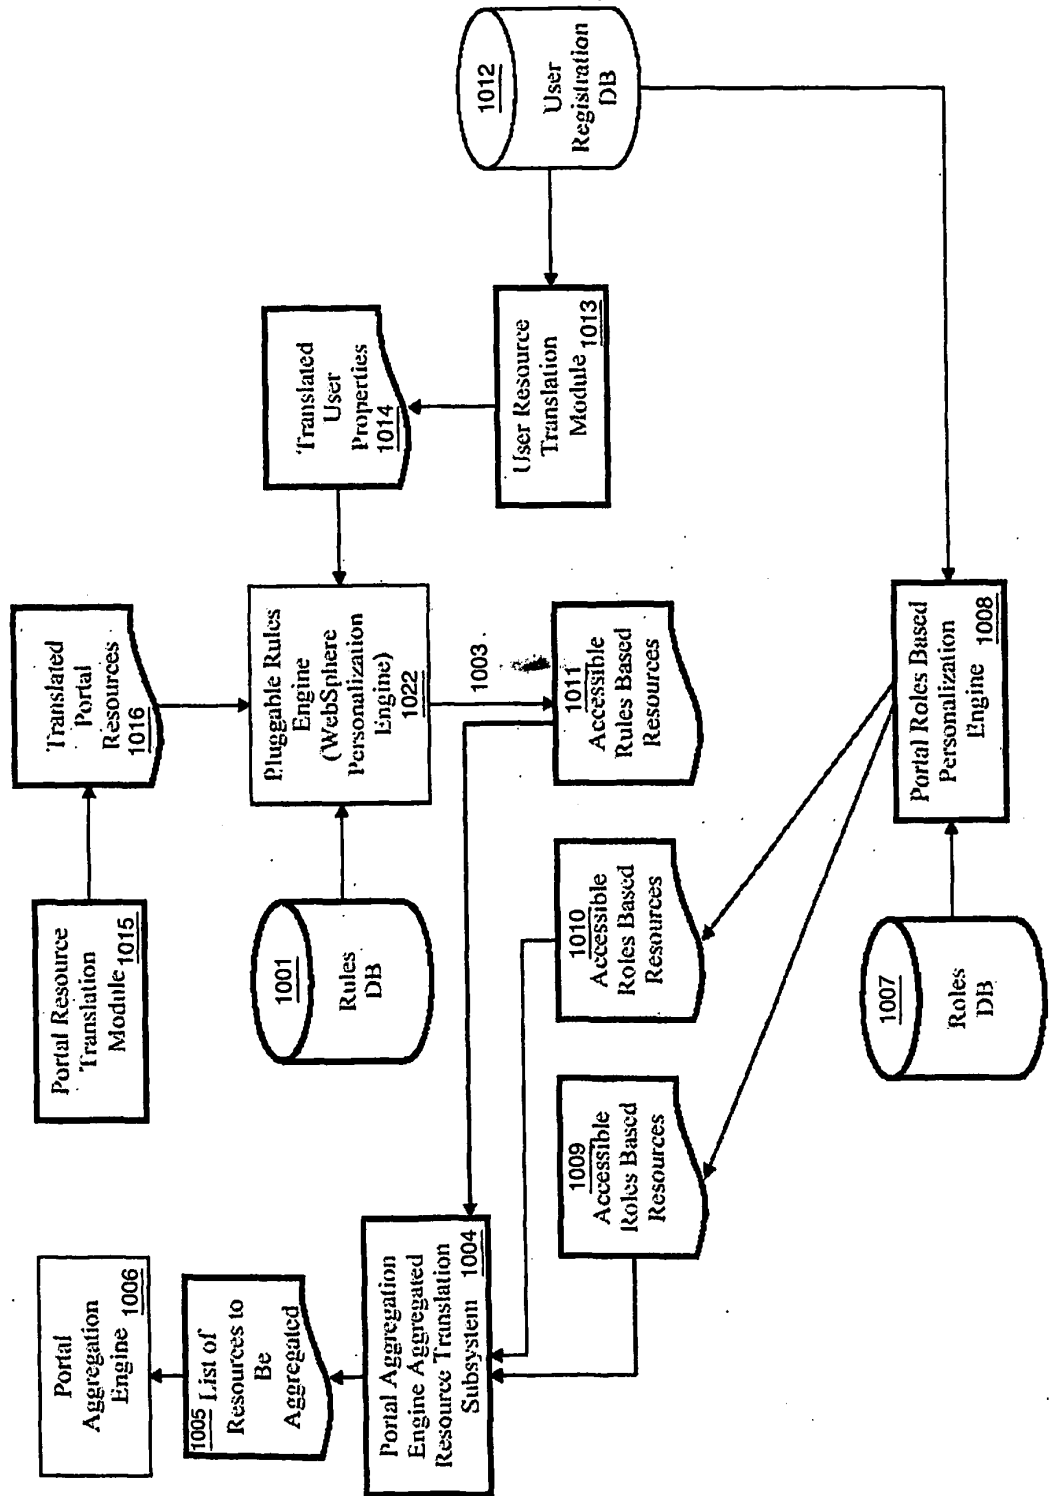 Portal
Aggregation
Engine 1006
1005 List of
Resources to
Be
Aggregated
Portal Aggregation
Engine Aggregated
Resource Translation
Subsystem 1004
Portal Resource
Translation
Module 1015
Translated
Portal
Resources
1016
1001
Rules
DB
Pluggable Rules
Engine
(WebSphere
Personalization
Engine)
1022
1003
Translated
User
Properties
1014
User Resource
Translation
Module 1013
1012
User
Registration
DB
1009
Accessible
Roles Based
Resources
1010
Accessible
Roles Based
Resources
1011
Accessible
Rules Based
Resources
1007
Roles
DB
Portal Roles Based
Personalization
Engine 1008